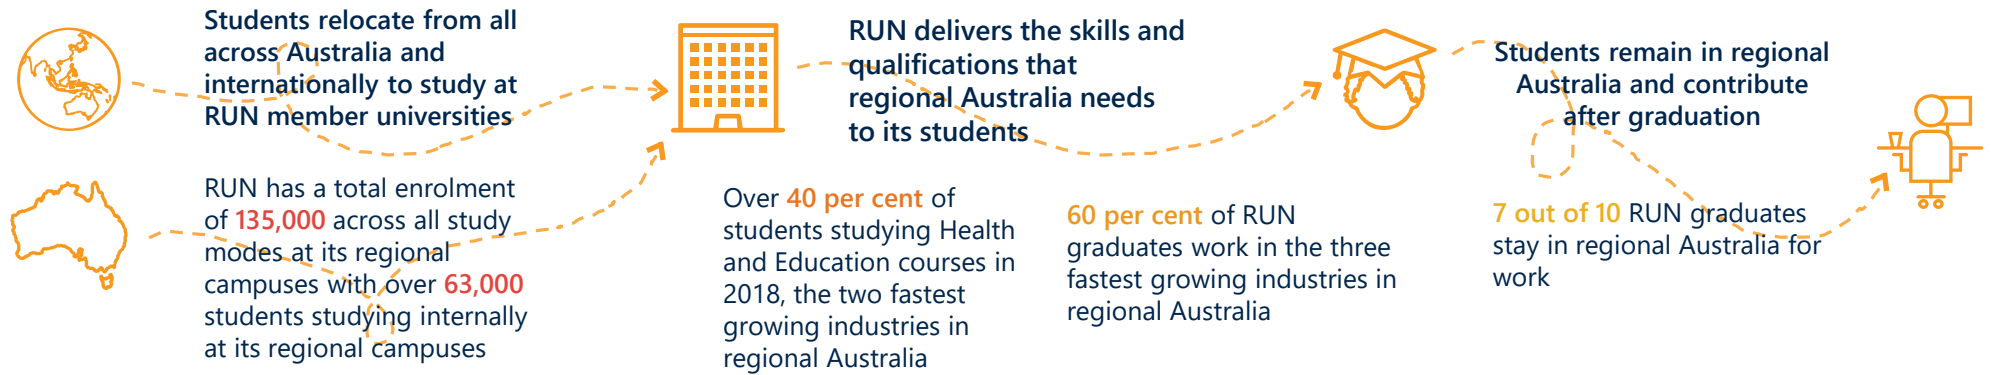 Students relocate from all
across Australia and
internationally to study at
RUN member universities
RUN has a total enrolment
of 135,000 across all study
modes at its regional
campuses with over 63,000
students studying internally
at its regional campuses
RUN delivers the skills and
qualifications that
regional Australia needs
to its students
Over 40 per cent of
students studying Health
and Education courses in
2018, the two fastest
growing industries in
regional Australia
60 per cent of RUN
graduates work in the three
fastest growing industries in
regional Australia
Students remain in regional
Australia and contribute
after graduation
7 out of 10 RUN graduates
stay in regional Australia for
work